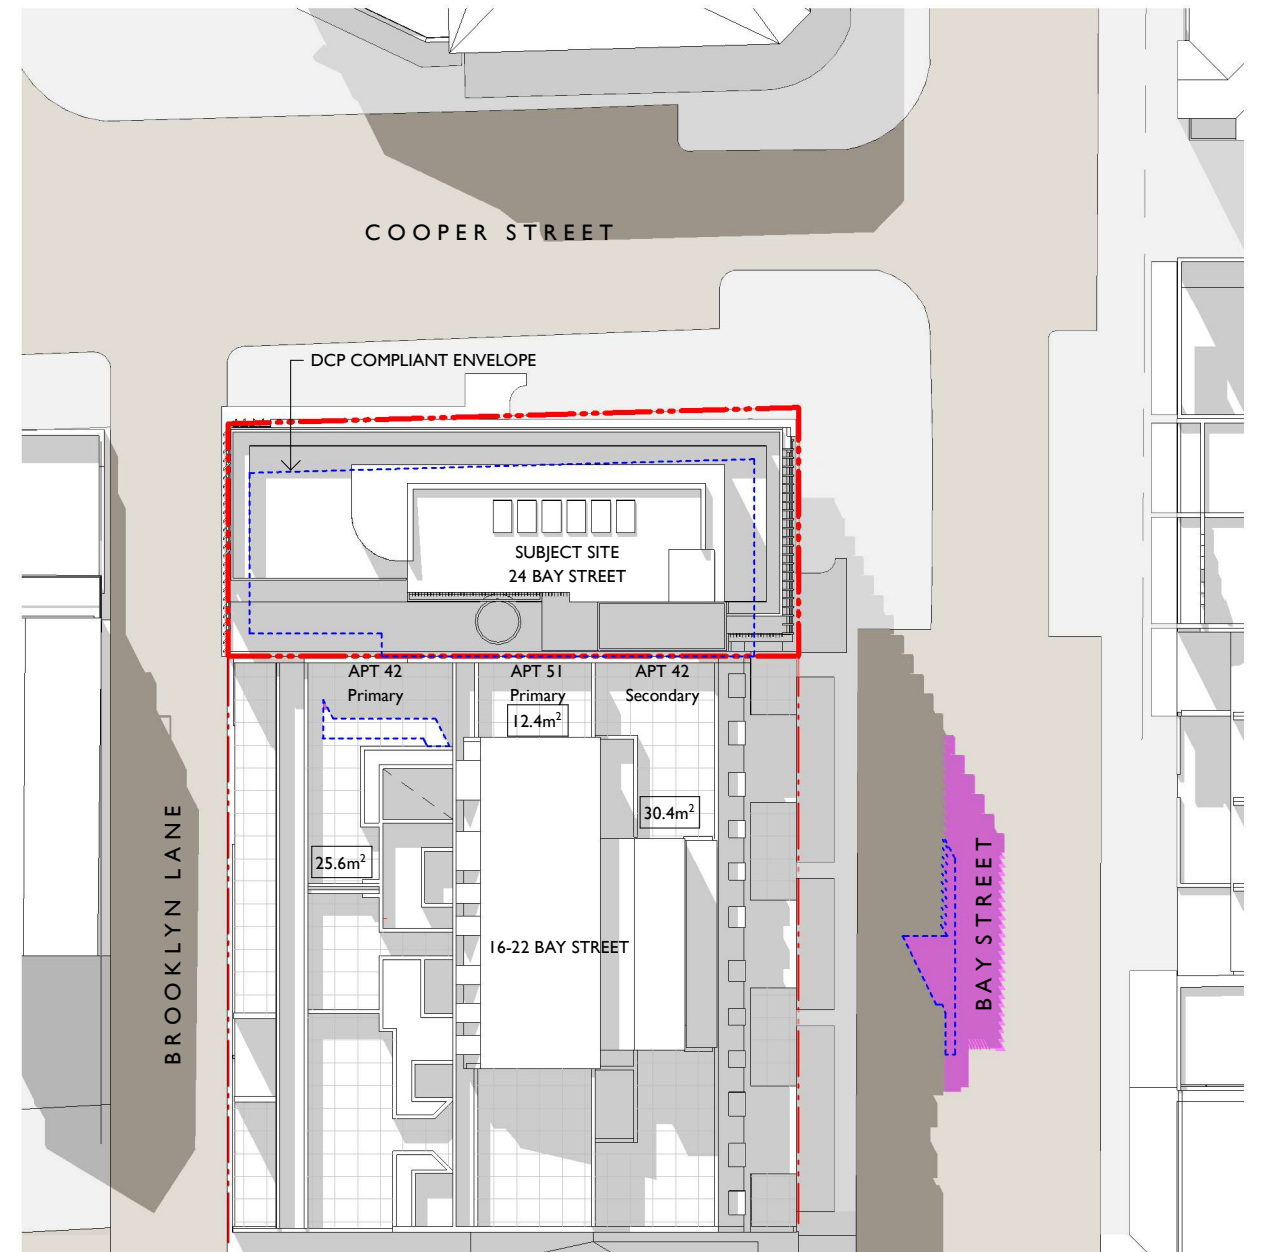 COOPER STREET
DCP COMPLIANT ENVELOPE
SUBJECT SITE
24 BAY STREET
APT 42
Primary
APT 51
Primary
12.4m²
APT 42
Secondary
30.4m²
25.6m²
16-22 BAY STREET
BROOKLYN LANE
BAY STREET